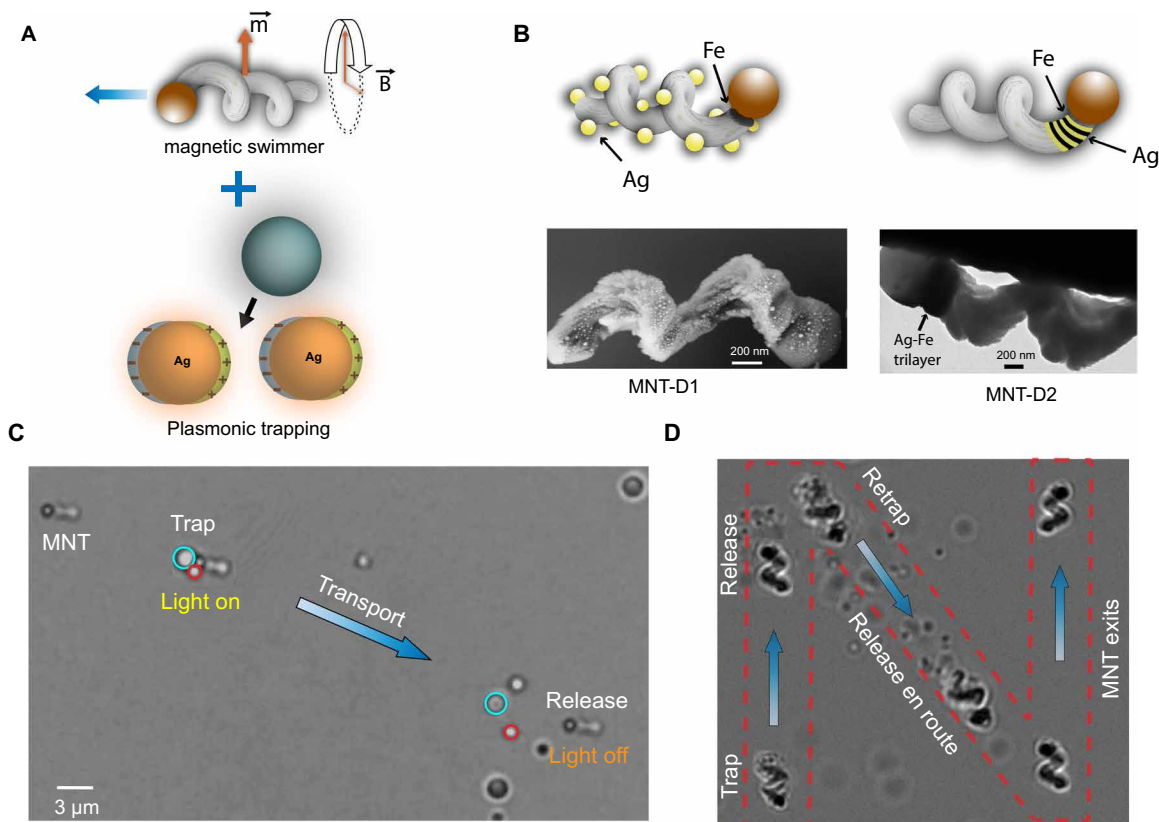 A
m
B
magnetic swimmer
+
Ag
Ag
− − − −
+ + + +
− − − −
+ + + +
Plasmonic trapping
B
Fe
Ag
Fe
Ag
200 nm
MNT-D1
Ag-Fe
trilayer
200 nm
MNT-D2
C
MNT
Trap
Light on
Transport
Release
Light off
3 µm
D
Release
Trap
Retrap
Release en route
MNT exits